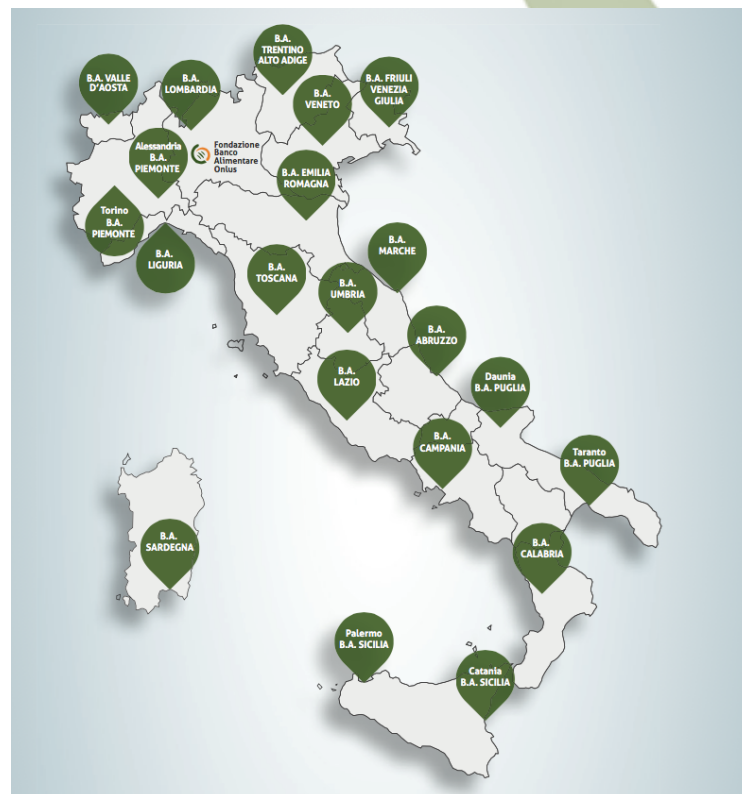 B.A.
TRENTINO
ALTO ADIGE
B.A. VALLE
D'AOSTA
B.A.
LOMBARDIA
B.A. FRIULI
VENEZIA
GIULIA
B.A.
VENETO
Alessandria
B.A.
PIEMONTE
Fondazione
Banco
Alimentare
Onlus
B.A. EMILIA
ROMAGNA
Torino
B.A.
PIEMONTE
B.A.
LIGURIA
B.A.
TOSCANA
B.A.
MARCHE
B.A.
UMBRIA
B.A.
ABRUZZO
B.A.
LAZIO
Daunia
B.A. PUGLIA
B.A.
CAMPANIA
Taranto
B.A. PUGLIA
B.A.
SARDEGNA
B.A.
CALABRIA
Palermo
B.A. SICILIA
Catania
B.A. SICILIA